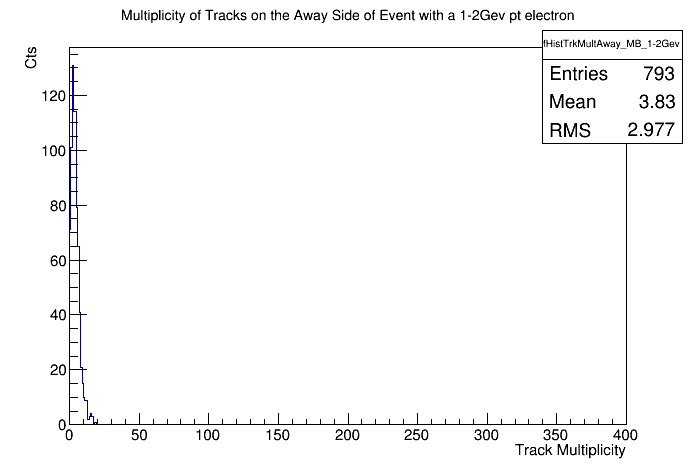 Multiplicity of Tracks on the Away Side of Event with a 1-2Gev pt electron
fHistTrkMultAway_MB_1-2Gev
Entries 793
Mean 3.83
RMS 2.977
Cts
120
100
80
60
40
20
0
0 50 100 150 200 250 300 350 400
Track Multiplicity